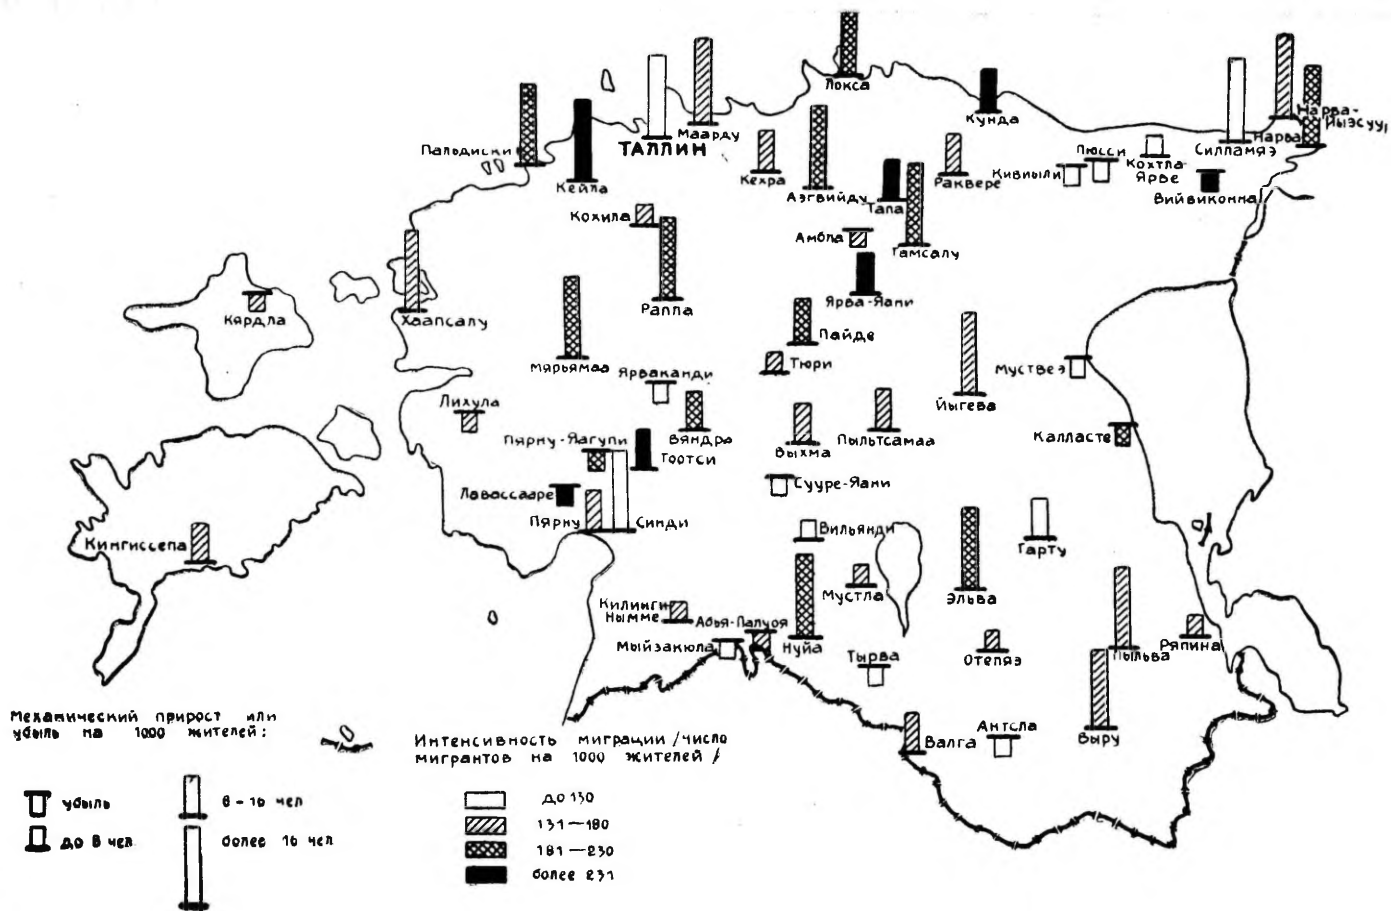 Локса
Кунда
Маарду
ТАЛЛИН
Палдиски
Кейла
Кехра
Аэгвийду
Тапа
Раквере
Кивиыли
Пюсси
Кохтла-
Ярве
Силламяэ
Нарва
Нарва-
Йыэсуу
Вийвиконна
Кохила
Амбла
Тамсалу
Хаапсалу
Кярдла
Рапла
Ярва-Яани
Пайде
Мярьямаа
Ярваканди
Тюри
Муствеэ
Йыгева
Лихула
Вяндра
Выхма
Пыльтсамаа
Калласте
Пярну-Яагупи
Тоотси
Лавассааре
Сууре-Яани
Пярну
Синди
Вильянди
Тарту
Кингиссепа
Мустла
Эльва
Килинги
Нымме
Абья-Палуоя
Мыйзакюла
Нуйа
Тырва
Отепяэ
Пыльва
Ряпина
Валга
Антсла
Выру
Механический прирост или
убыль на 1000 жителей:
убыль
до 8 чел
8-16 чел
более 16 чел
Интенсивность миграции /число
мигрантов на 1000 жителей/
до 130
131—180
181—230
более 231